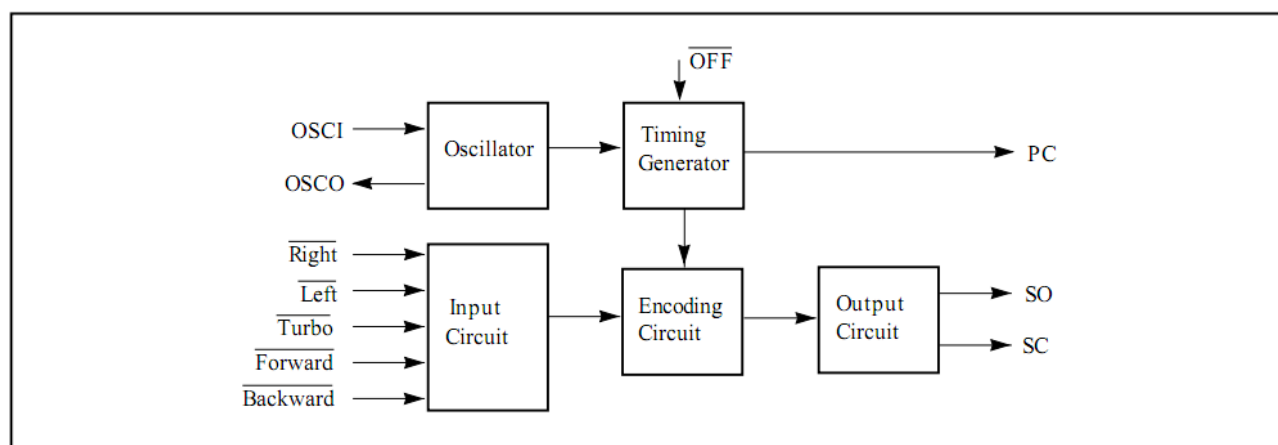 OFF
OSCI
Oscillator
Timing
Generator
PC
OSCO
Right
Left
Turbo
Forward
Backward
Input
Circuit
Encoding
Circuit
Output
Circuit
SO
SC